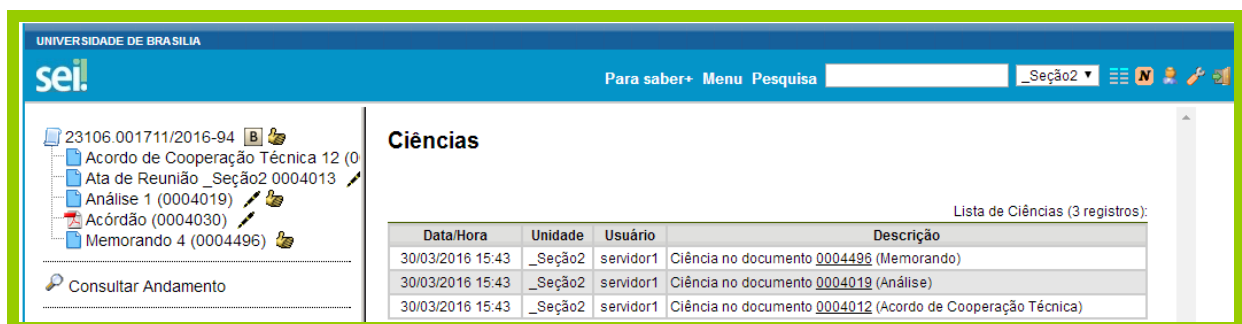 UNIVERSIDADE DE BRASILIA
sei!
Para saber+ Menu Pesquisa
_Seção2
N
23106.001711/2016-94 B
Acordo de Cooperação Técnica 12 (0
Ata de Reunião _Seção2 0004013
Análise 1 (0004019)
Acórdão (0004030)
Memorando 4 (0004496)
Consultar Andamento
Ciências
Lista de Ciências (3 registros):
Data/Hora Unidade Usuário Descrição
30/03/2016 15:43 _Seção2 servidor1 Ciência no documento 0004496 (Memorando)
30/03/2016 15:43 _Seção2 servidor1 Ciência no documento 0004019 (Análise)
30/03/2016 15:43 _Seção2 servidor1 Ciência no documento 0004012 (Acordo de Cooperação Técnica)